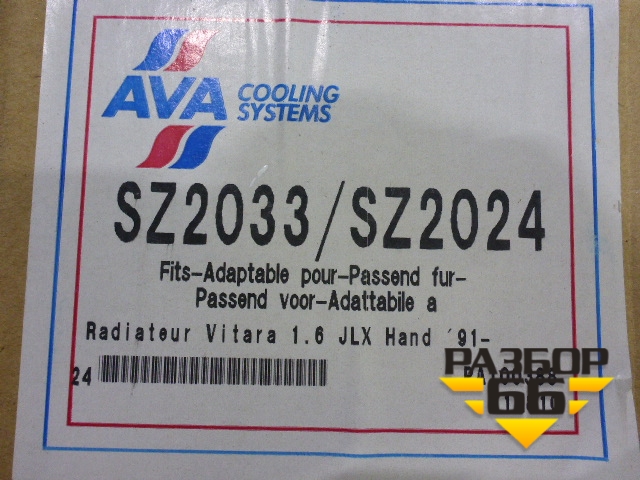 AVA COOLING SYSTEMS
SZ2033/SZ2024
Fits-Adaptable pour-Passend fur-
Passend voor-Adattabile a
Radiateur Vitara 1.6 JLX Hand ´91-
24
РАЗБОР
66